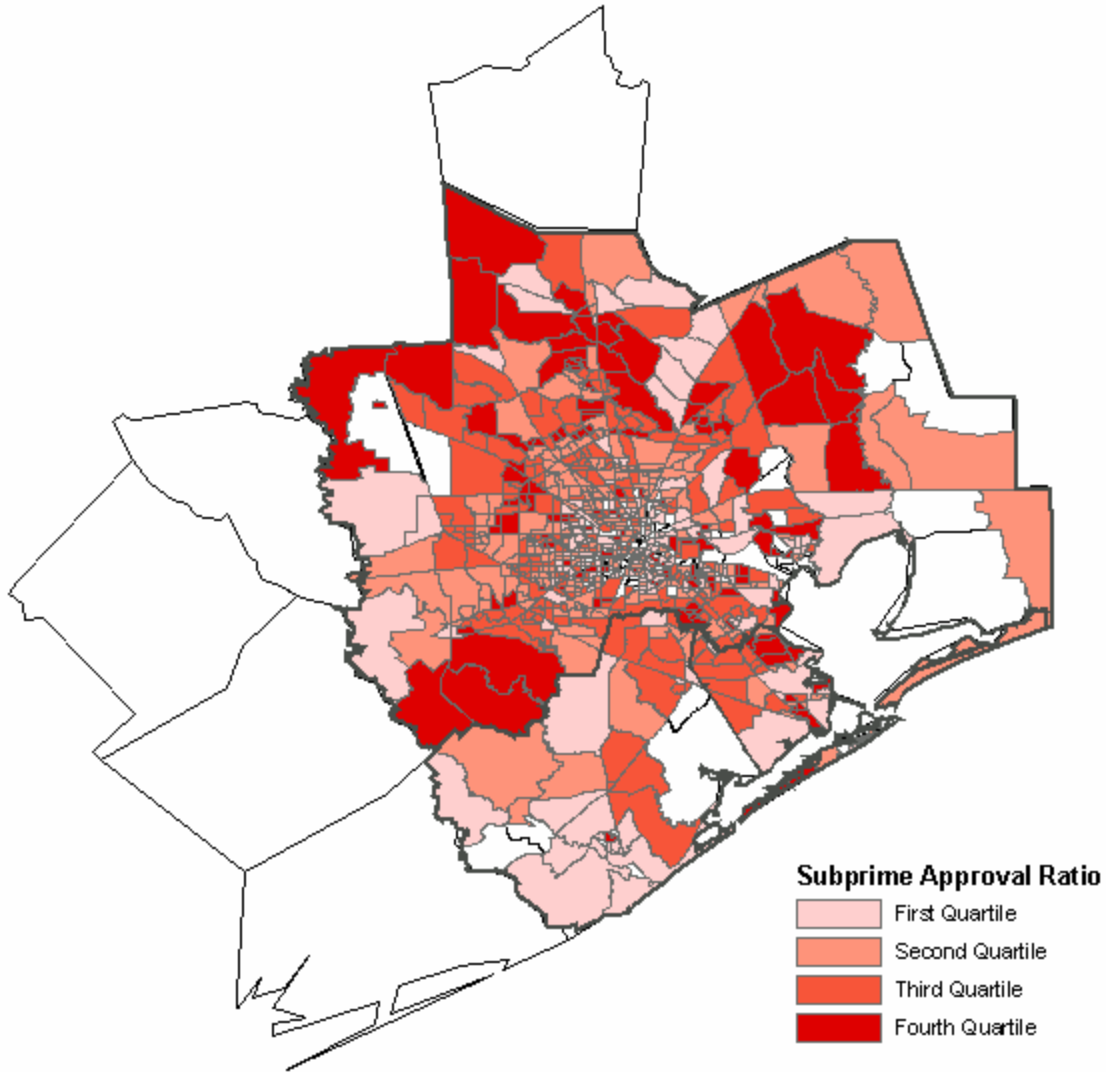 Subprime Approval Ratio
First Quartile
Second Quartile
Third Quartile
Fourth Quartile